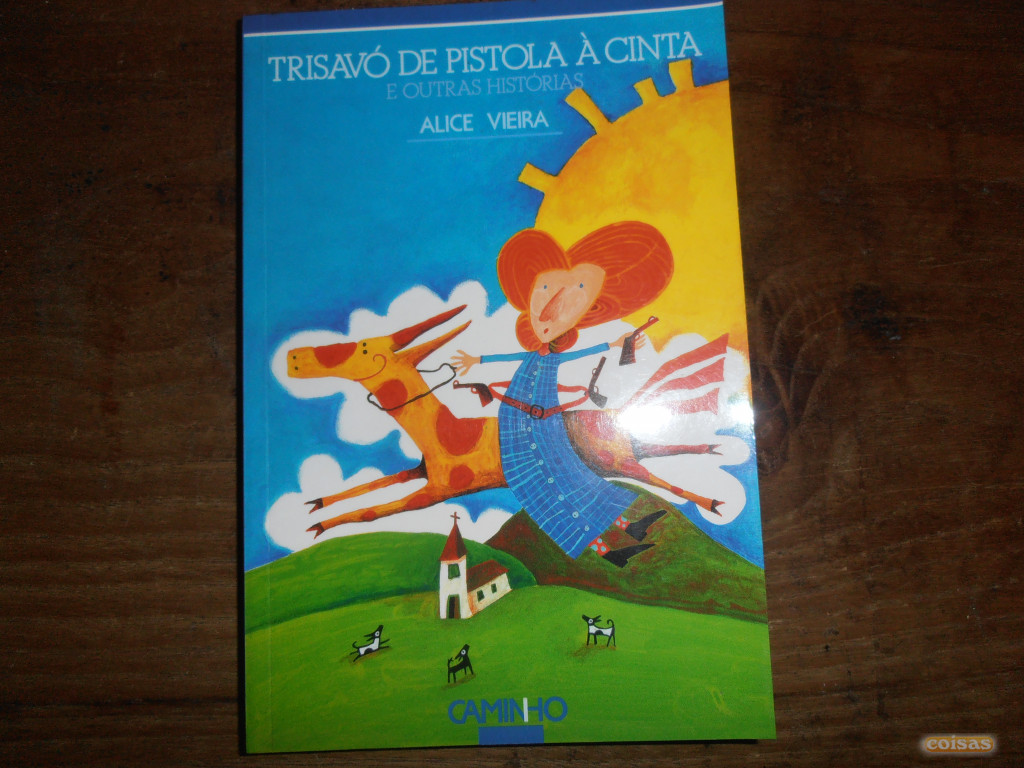 TRISAVÓ DE PISTOLA À CINTA
E OUTRAS HISTÓRIAS
ALICE VIEIRA
CAMINHO
coisas